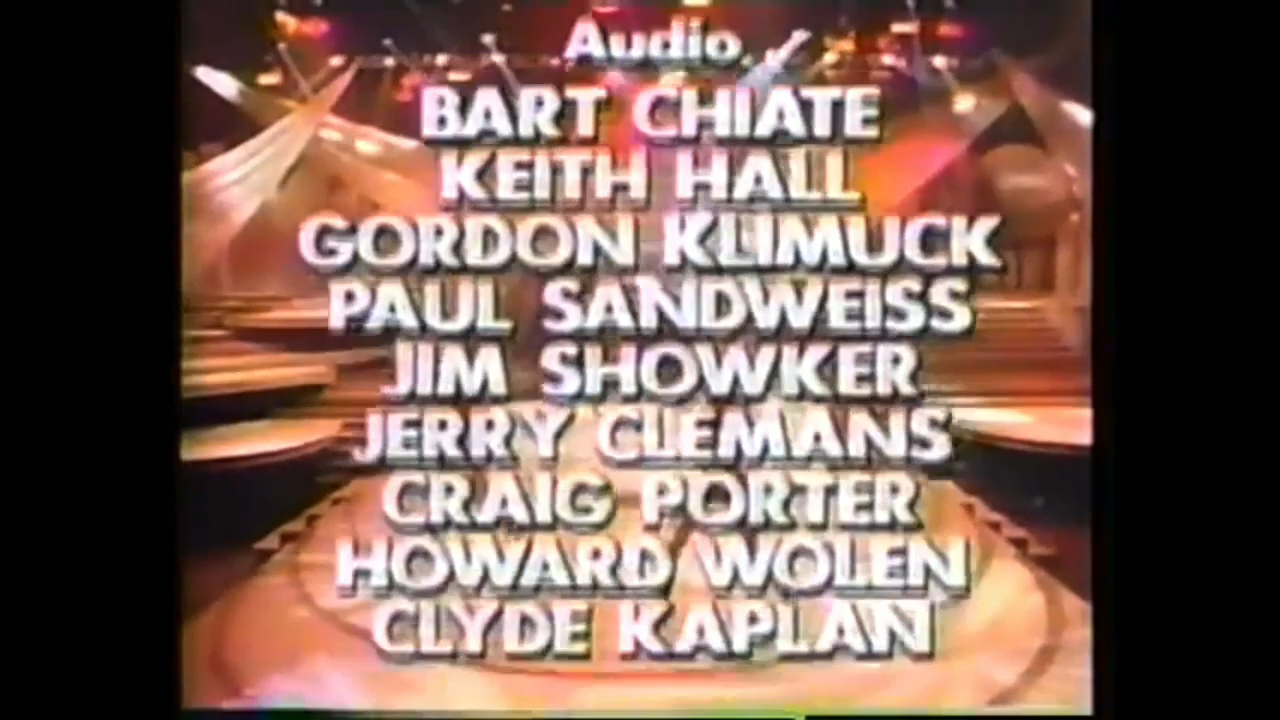 Audio
BART CHIATE
KEITH HALL
GORDON KLIMUCK
PAUL SANDWEISS
JIM SHOWKER
JERRY CLEMANS
CRAIG PORTER
HOWARD WOLEN
CLYDE KAPLAN